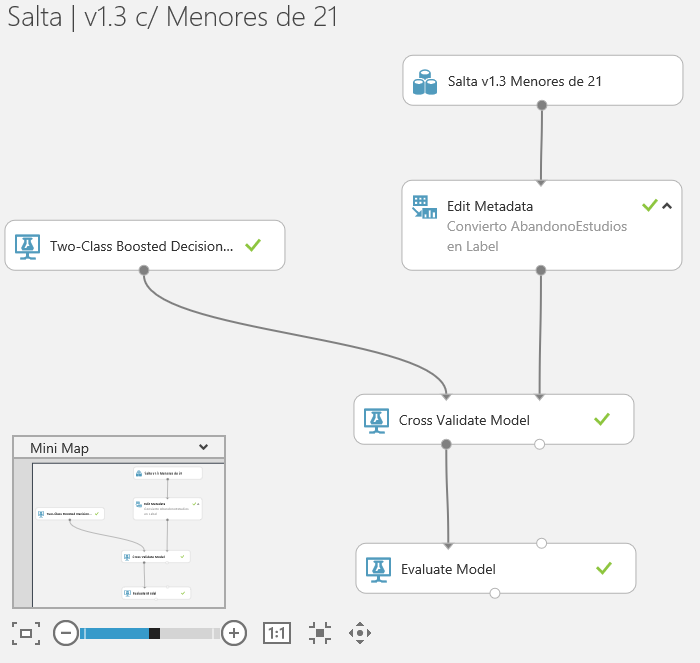 Salta | v1.3 c/ Menores de 21
Salta v1.3 Menores de 21
Edit Metadata
Convierto AbandonoEstudios
en Label
Two-Class Boosted Decision...
Cross Validate Model
Evaluate Model
Mini Map
Salta v1.3 Menores de 21
Edit Metadata
Convierto AbandonoEstudios
en Label
Two-Class Boosted Decision...
Cross Validate Model
Evaluate Model
1:1